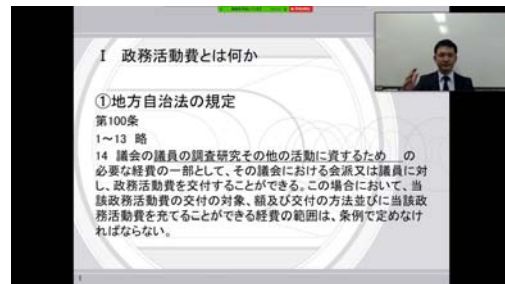 Ⅰ 政務活動費とは何か
①地方自治法の規定
第100条
1～13 略
14 議会の議員の調査研究その他の活動に資するため の
必要な経費の一部として、その議会における会派又は議員に対
し、政務活動費を交付することができる。この場合において、当
該政務活動費の交付の対象、額及び交付の方法並びに当該政
務活動費を充てることができる経費の範囲は、条例で定めなけ
ればならない。
1